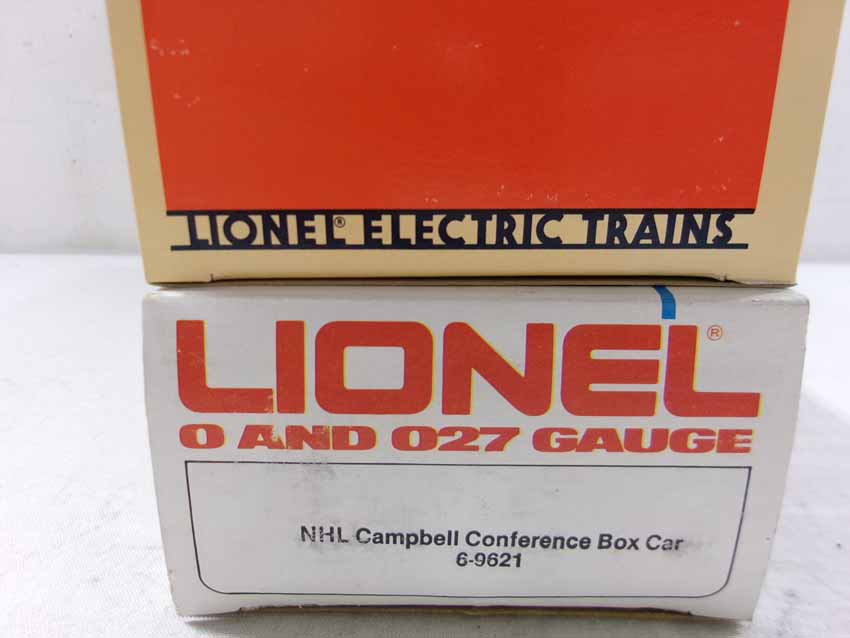 LIONEL® ELECTRIC TRAINS
LIONEL®
O AND O27 GAUGE
NHL Campbell Conference Box Car
6-9621